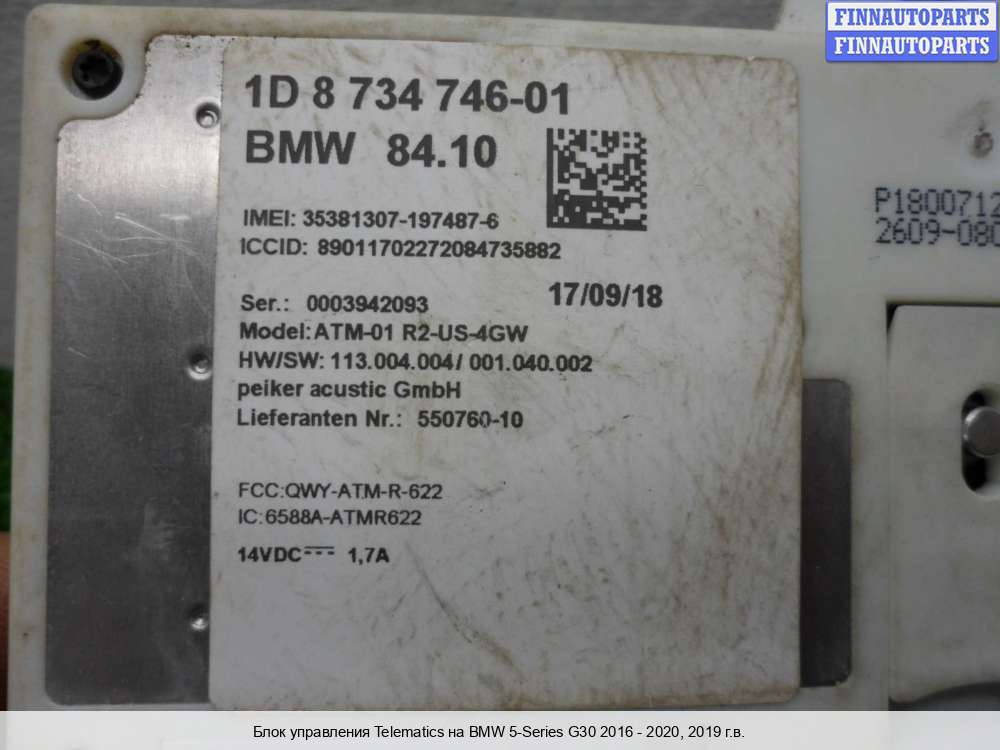 FINNAUTOPARTS
FINNAUTOPARTS
1D 8 734 746-01
BMW 84.10
IMEI: 35381307-197487-6
ICCID: 89011702272084735882
Ser.: 0003942093
17/09/18
Model: ATM-01 R2-US-4GW
HW/SW: 113.004.004/ 001.040.002
peiker acustic GmbH
Lieferanten Nr.: 550760-10
FCC:QWY-ATM-R-622
IC:6588A-ATMR622
14VDC 1,7A
P1800712
2609-080
Блок управления Telematics на BMW 5-Series G30 2016 - 2020, 2019 г.в.